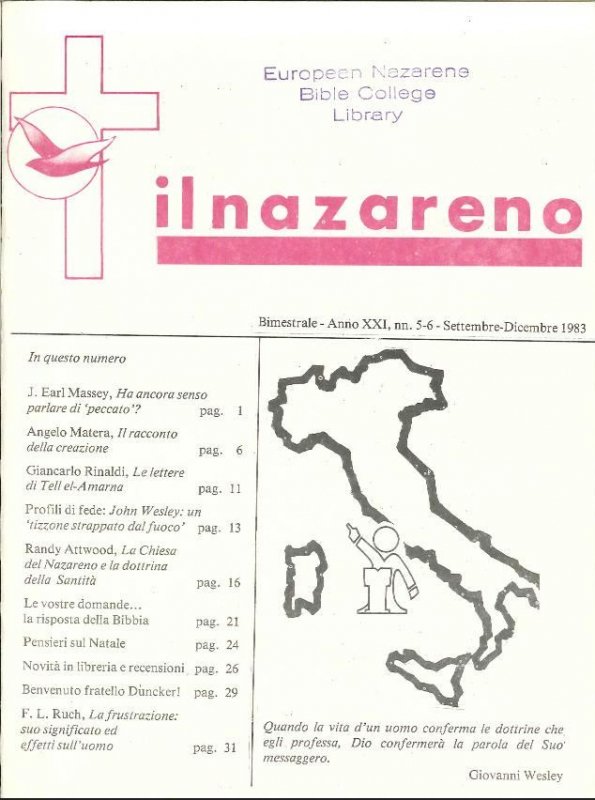 European Nazarene
Bible College
Library
il nazareno
Bimestrale - Anno XXI, nn. 5-6 - Settembre-Dicembre 1983
In questo numero
J. Earl Massey, Ha ancora senso
parlare di 'peccato'? pag. 1
Angelo Matera, Il racconto
della creazione pag. 6
Giancarlo Rinaldi, Le lettere
di Tell el-Amarna pag. 11
Profili di fede: John Wesley: un
'tizzone strappato dal fuoco' pag. 13
Randy Attwood, La Chiesa
del Nazareno e la dottrina
della Santità pag. 16
Le vostre domande...
la risposta della Bibbia pag. 21
Pensieri sul Natale pag. 24
Novità in libreria e recensioni pag. 26
Benvenuto fratello Düncker! pag. 29
F. L. Ruch, La frustrazione:
suo significato ed
effetti sull'uomo pag. 31
Quando la vita d'un uomo conferma le dottrine che
egli professa, Dio confermerà la parola del Suo
messaggero.
Giovanni Wesley